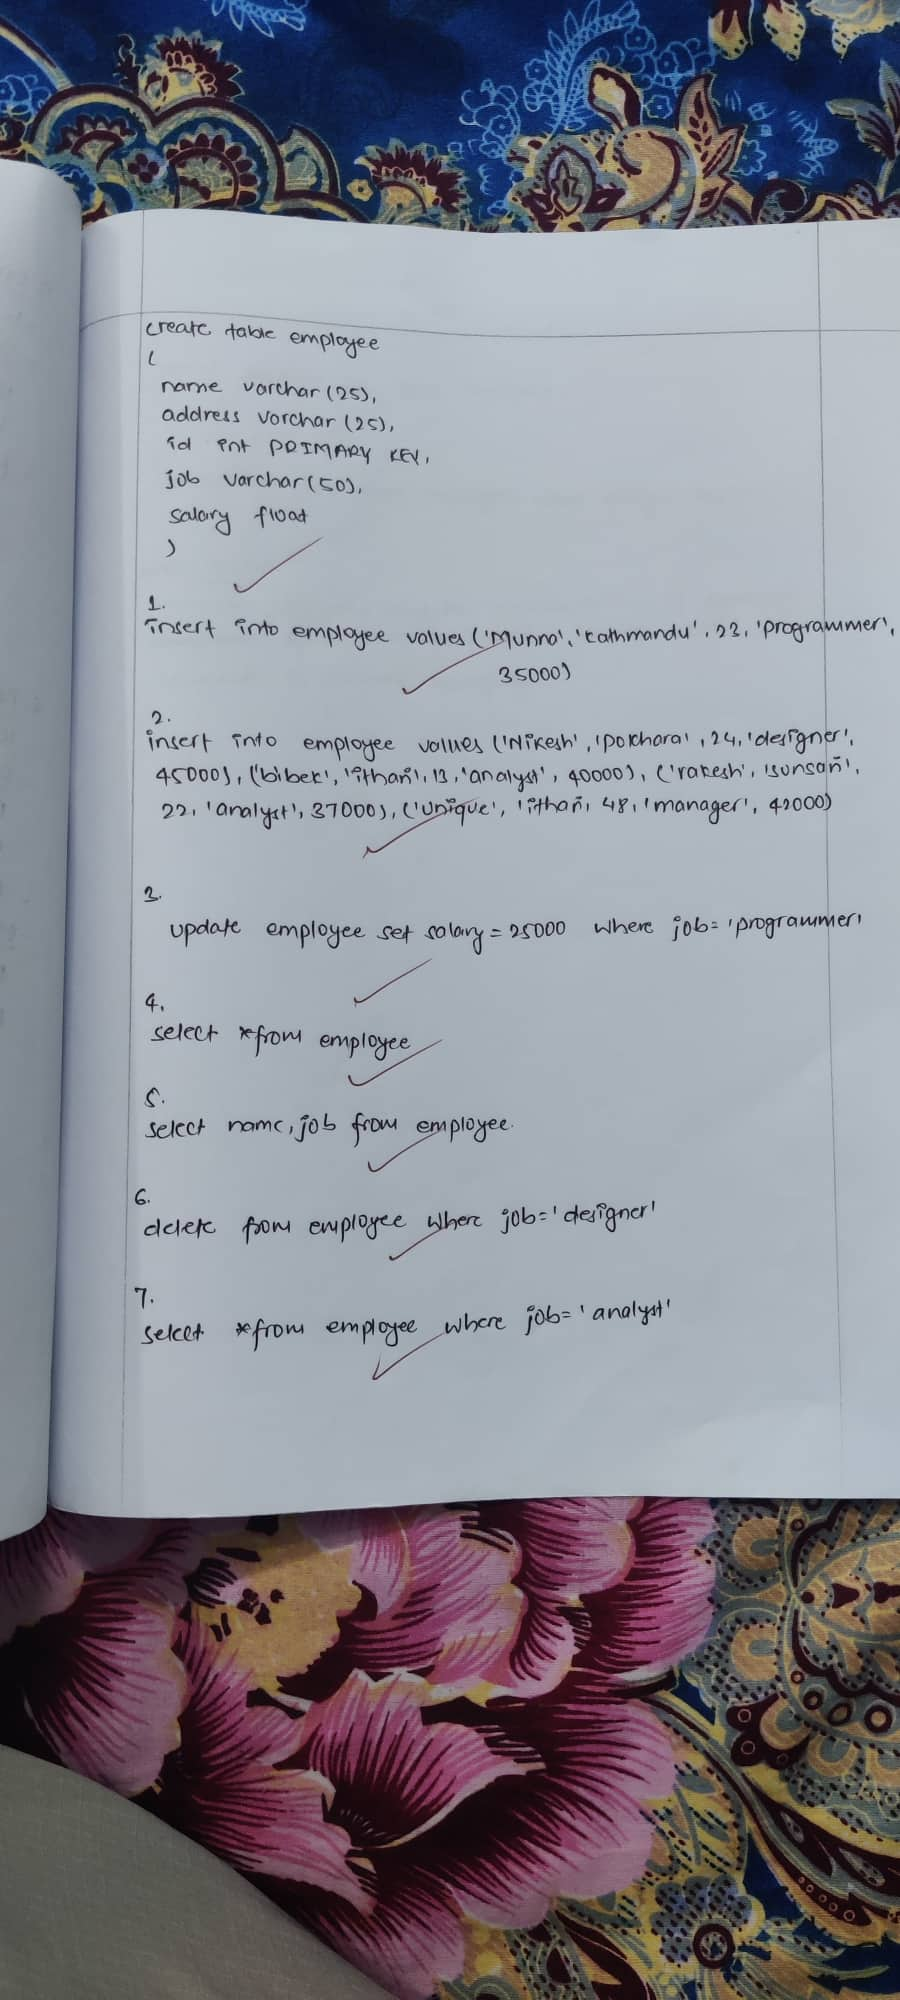 create table employee
(
name varchar(25),
address varchar(25),
id int PRIMARY KEY,
job varchar(50),
salary float
)
1.
insert into employee values ('Munna', 'kathmandu', 23, 'programmer',
35000)
2.
insert into employee values ('Nikesh', 'pokhara', 24, 'designer',
45000), ('bibek', 'ithari', 13, 'analyst', 40000), ('rakesh', 'sunsari',
22, 'analyst', 37000), ('Unique', 'ithari, 48, 'manager', 42000)
3.
update employee set salary = 25000 where job = 'programmer'
4.
select *from employee
5.
select name, job from employee.
6.
delete from employee where job='designer'
7.
select *from employee where job='analyst'